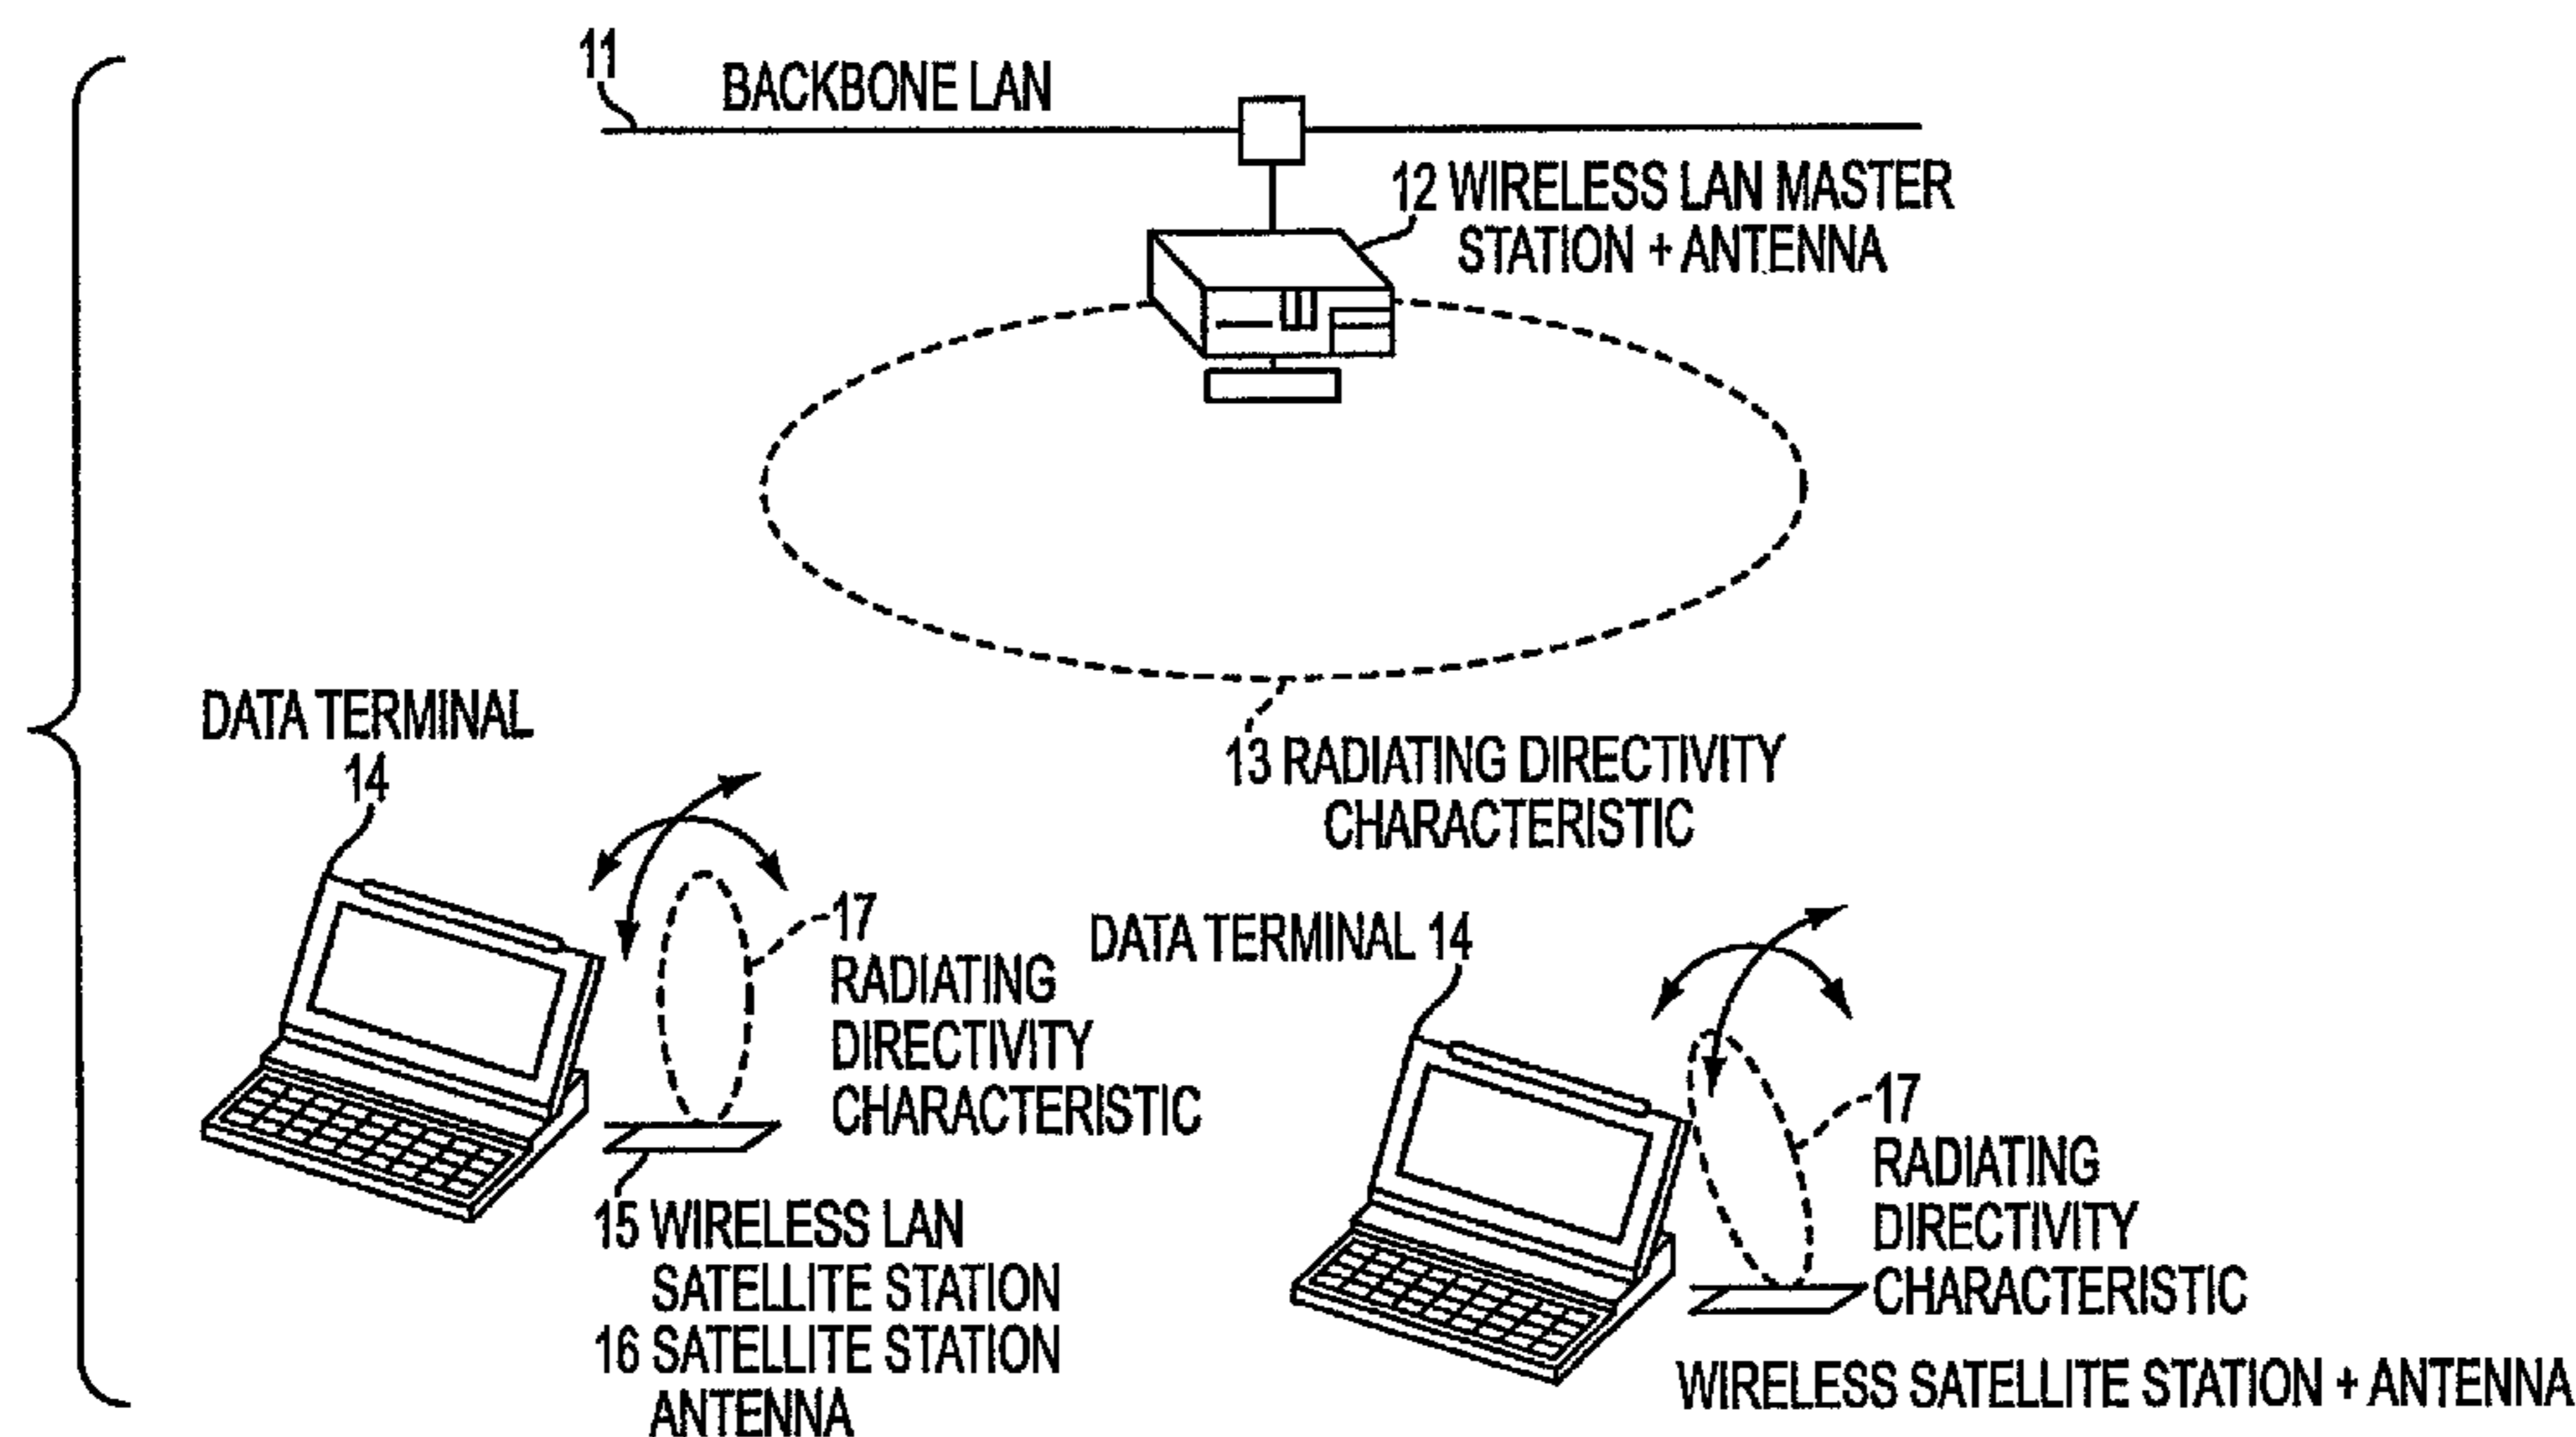 11
BACKBONE LAN
12 WIRELESS LAN MASTER
STATION + ANTENNA
13 RADIATING DIRECTIVITY
CHARACTERISTIC
DATA TERMINAL
14
17
RADIATING
DIRECTIVITY
CHARACTERISTIC
15 WIRELESS LAN
SATELLITE STATION
16 SATELLITE STATION
ANTENNA
DATA TERMINAL 14
17
RADIATING
DIRECTIVITY
CHARACTERISTIC
WIRELESS SATELLITE STATION + ANTENNA